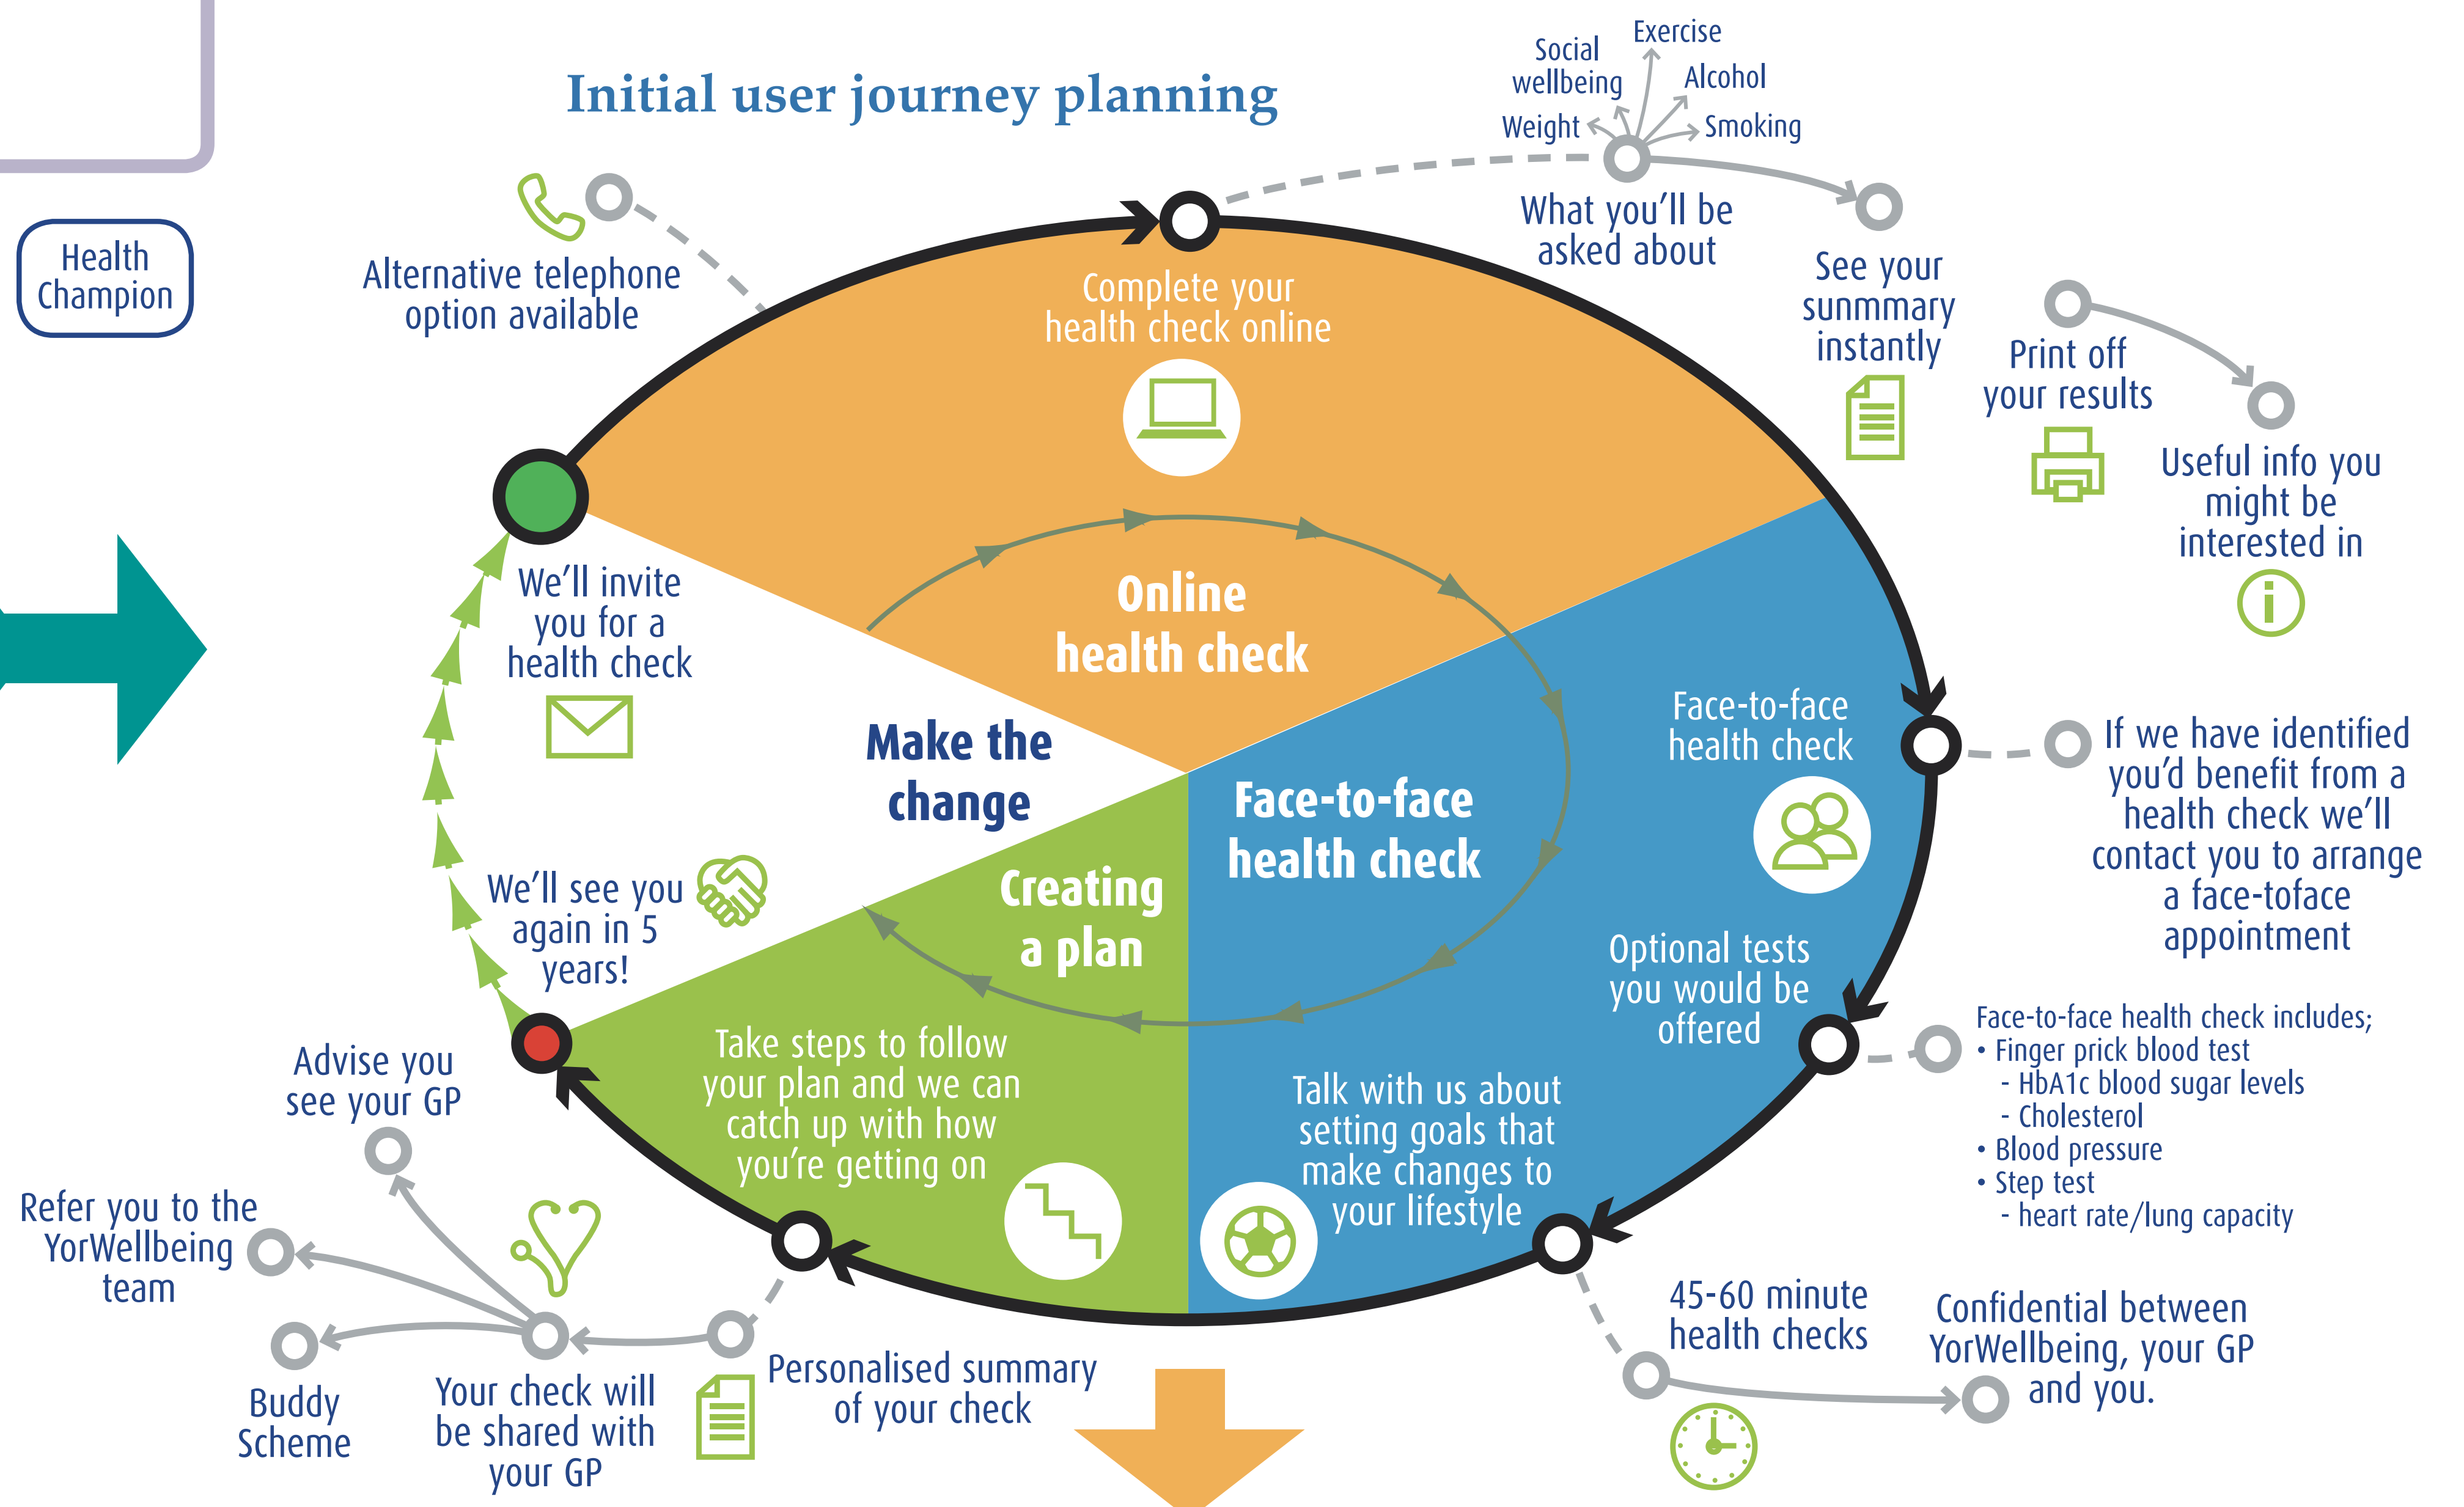 Initial user journey planning
Health
Champion
Alternative telephone
option available
Complete your
health check online
Weight
Social
wellbeing
Exercise
Alcohol
Smoking
What you'll be
asked about
See your
sunmmary
instantly
Print off
your results
Useful info you
might be
interested in
We'll invite
you for a
health check
Online
health check
Make the
change
Face-to-face
health check
Creating
a plan
Face-to-face
health check
If we have identified
you'd benefit from a
health check we'll
contact you to arrange
a face-toface
appointment
Optional tests
you would be
offered
Face-to-face health check includes;
• Finger prick blood test
- HbA1c blood sugar levels
- Cholesterol
• Blood pressure
• Step test
- heart rate/lung capacity
Talk with us about
setting goals that
make changes to
your lifestyle
45-60 minute
health checks
Confidential between
YorWellbeing, your GP
and you.
Take steps to follow
your plan and we can
catch up with how
you're getting on
Personalised summary
of your check
Your check will
be shared with
your GP
Advise you
see your GP
Refer you to the
YorWellbeing
team
Buddy
Scheme
We'll see you
again in 5
years!